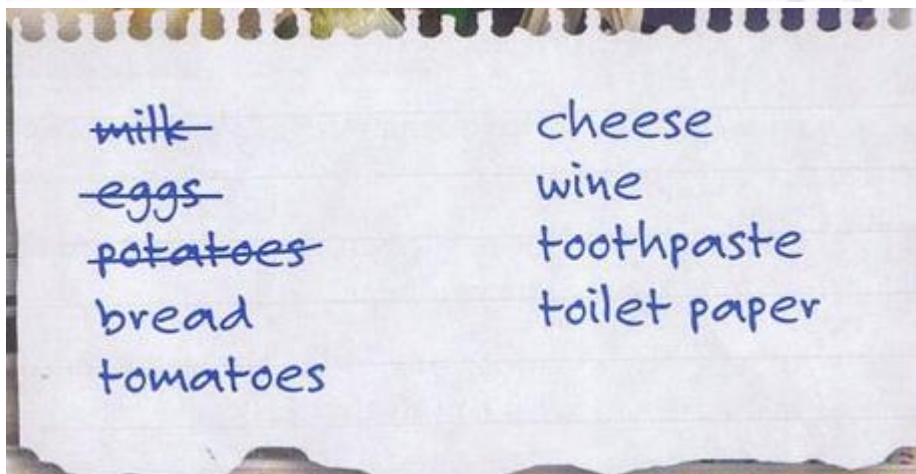 milk
eggs
potatoes
bread
tomatoes
cheese
wine
toothpaste
toilet paper